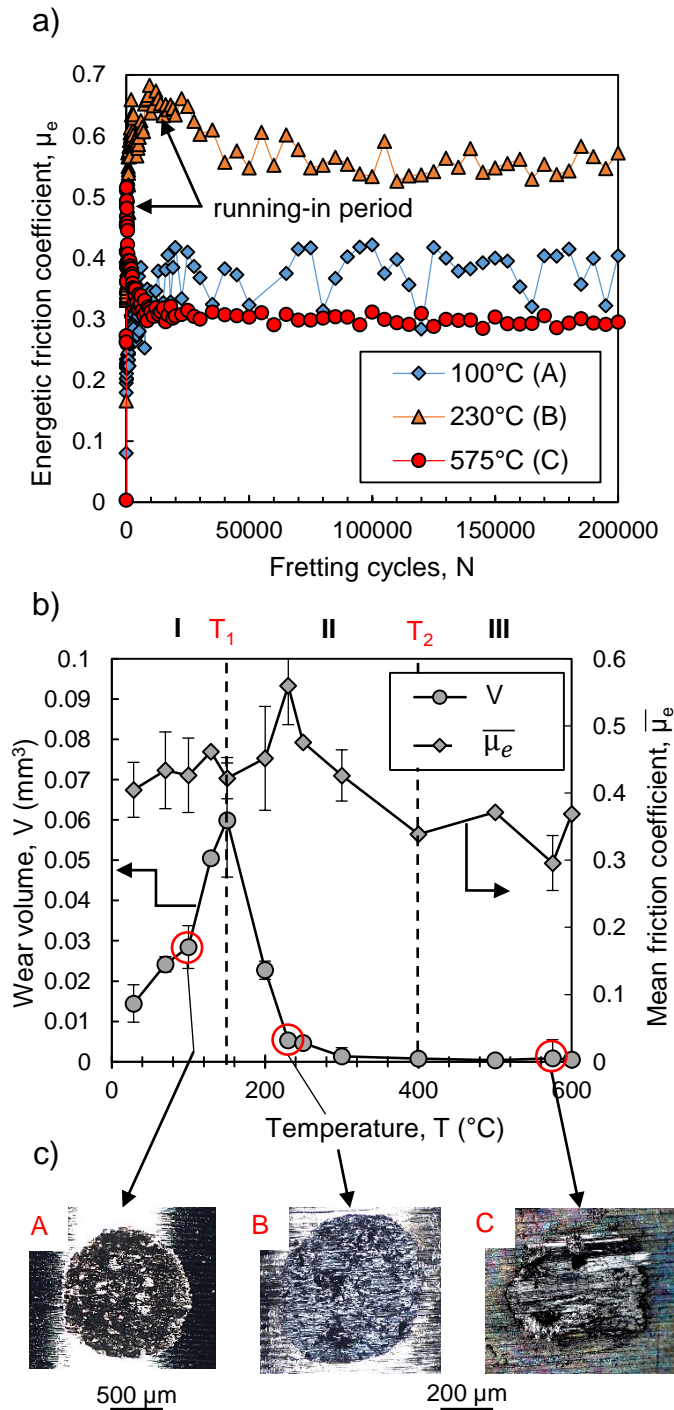 a)
Energetic friction coefficient, μe
0.7
0.6
0.5
0.4
0.3
0.2
0.1
0
running-in period
100°C (A)
230°C (B)
575°C (C)
0 50000 100000 150000 200000
Fretting cycles, N
b)
I T1 II T2 III
Wear volume, V (mm³)
0.1
0.09
0.08
0.07
0.06
0.05
0.04
0.03
0.02
0.01
0
V
μe
0.6
0.5
0.4
0.3
0.2
0.1
0
Mean friction coefficient, μe
0 200 400 600
Temperature, T (°C)
c)
A B C
500 μm 200 μm